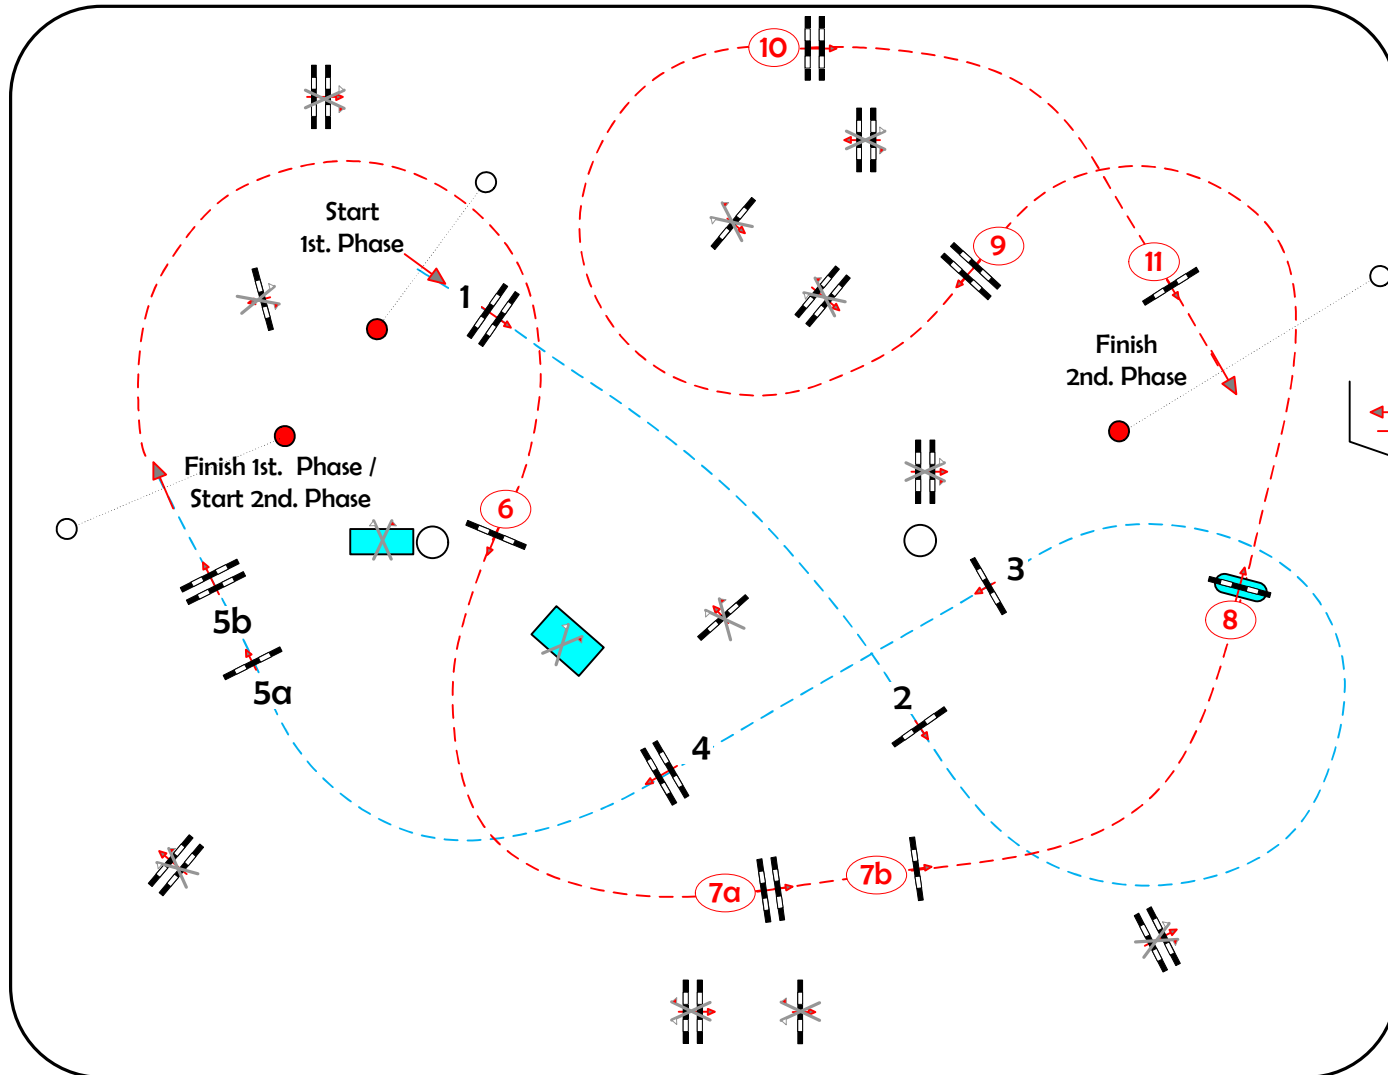 10
Start
1st. Phase
9
11
1
Finish
2nd. Phase
Finish 1st.  Phase /
Start 2nd. Phase
6
3
5b
8
5a
2
4
7a
7b